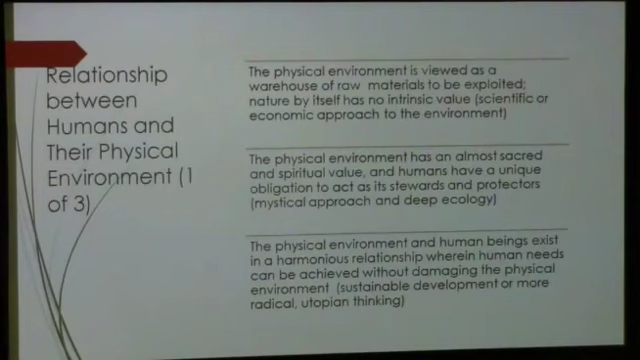 Relationship
between
Humans and
Their Physical
Environment (1
of 3)
The physical environment is viewed as a
warehouse of raw materials to be exploited;
nature by itself has no intrinsic value (scientific or
economic approach to the environment)
The physical environment has an almost sacred
and spiritual value, and humans have a unique
obligation to act as its stewards and protectors
(mystical approach and deep ecology)
The physical environment and human beings exist
in a harmonious relationship wherein human needs
can be achieved without damaging the physical
environment (sustainable development or more
radical, utopian thinking)